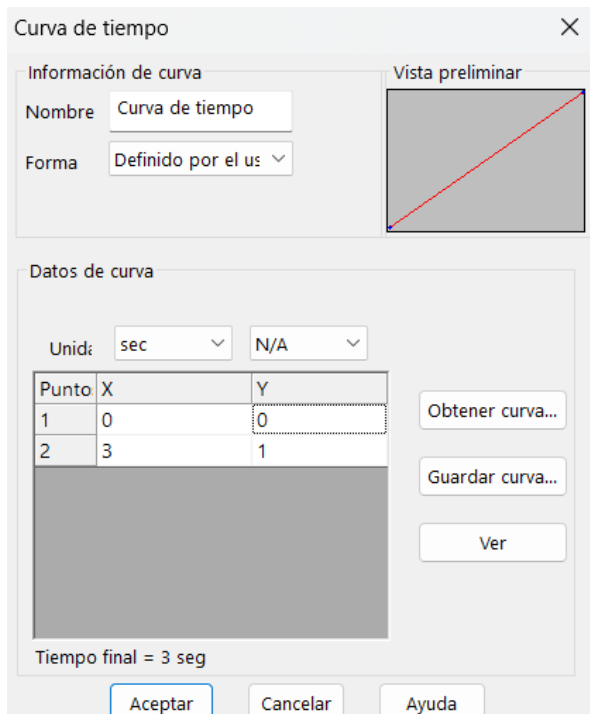 Curva de tiempo
Información de curva
Vista preliminar
Nombre Curva de tiempo
Forma Definido por el us
Datos de curva
Unida sec N/A
Punto X Y
1 0 0
2 3 1
Obtener curva...
Guardar curva...
Ver
Tiempo final = 3 seg
Aceptar Cancelar Ayuda